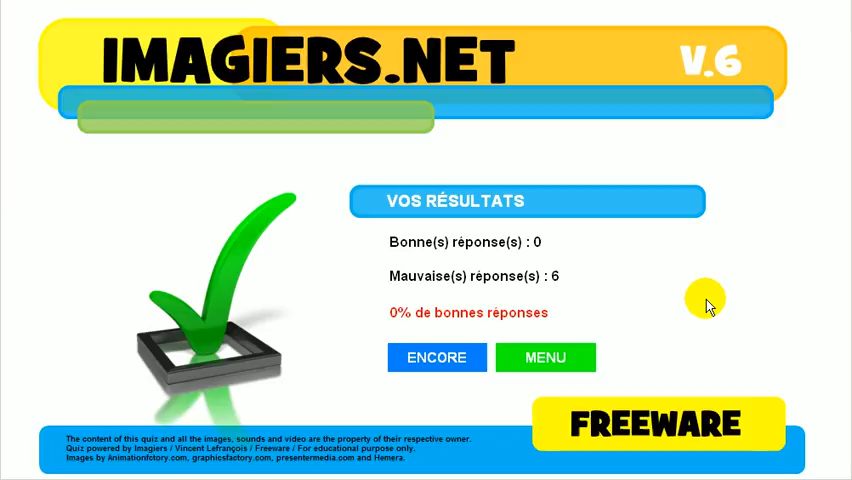 IMAGIERS.NET
V.6
VOS RÉSULTATS
Bonne(s) réponse(s) : 0
Mauvaise(s) réponse(s) : 6
0% de bonnes réponses
ENCORE
MENU
FREEWARE
The content of this quiz and all the images, sounds and video are the property of their respective owner.
Quiz powered by Imagiers / Vincent Lefrançois / Freeware / For educational purpose only.
Images by Animationfctory.com, graphicsfactory.com, presentermedia.com and Hemera.